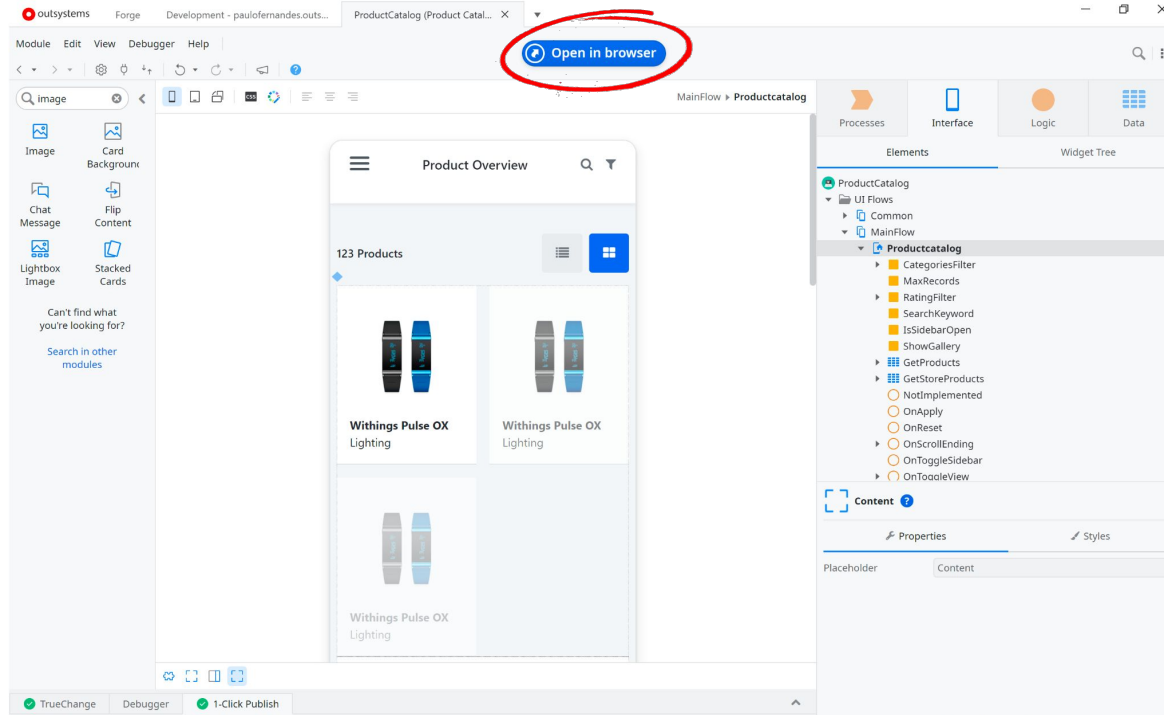 outsystems
Forge
Development - paulofernandes.outs...
ProductCatalog (Product Catal...
Module Edit View Debugger Help
Open in browser
image
CSS
MainFlow Productcatalog
Processes
Interface
Logic
Data
Elements
Widget Tree
Image
Card Background
Chat Message
Flip Content
Lightbox Image
Stacked Cards
Can't find what
you're looking for?
Search in other
modules
Product Overview
123 Products
Withings Pulse OX
Lighting
Withings Pulse OX
Lighting
Withings Pulse OX
Lighting
ProductCatalog
UI Flows
Common
MainFlow
Productcatalog
CategoriesFilter
MaxRecords
RatingFilter
SearchKeyword
IsSidebarOpen
ShowGallery
GetProducts
GetStoreProducts
NotImplemented
OnApply
OnReset
OnScrollEnding
OnToggleSidebar
OnToggleView
Content
Properties
Styles
Placeholder
Content
TrueChange
Debugger
1-Click Publish